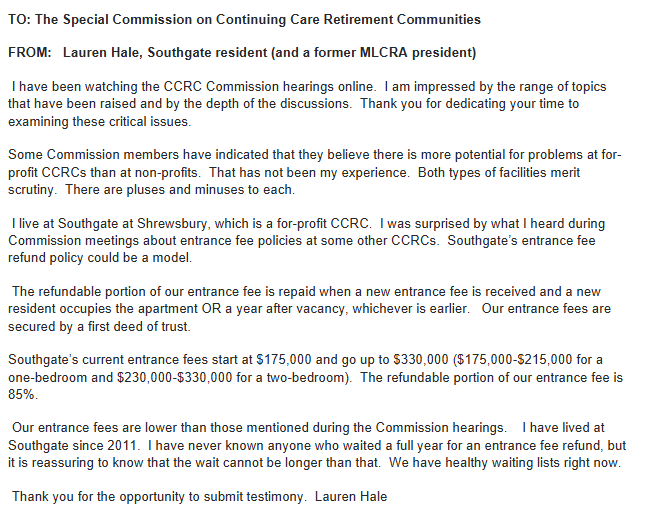 TO: The Special Commission on Continuing Care Retirement Communities
FROM: Lauren Hale, Southgate resident (and a former MLCRA president)
I have been watching the CCRC Commission hearings online. I am impressed by the range of topics
that have been raised and by the depth of the discussions. Thank you for dedicating your time to
examining these critical issues.
Some Commission members have indicated that they believe there is more potential for problems at for-
profit CCRCs than at non-profits. That has not been my experience. Both types of facilities merit
scrutiny. There are pluses and minuses to each.
I live at Southgate at Shrewsbury, which is a for-profit CCRC. I was surprised by what I heard during
Commission meetings about entrance fee policies at some other CCRCs. Southgate's entrance fee
refund policy could be a model.
The refundable portion of our entrance fee is repaid when a new entrance fee is received and a new
resident occupies the apartment OR a year after vacancy, whichever is earlier. Our entrance fees are
secured by a first deed of trust.
Southgate's current entrance fees start at $175,000 and go up to $330,000 ($175,000-$215,000 for a
one-bedroom and $230,000-$330,000 for a two-bedroom). The refundable portion of our entrance fee is
85%.
Our entrance fees are lower than those mentioned during the Commission hearings. I have lived at
Southgate since 2011. I have never known anyone who waited a full year for an entrance fee refund, but
it is reassuring to know that the wait cannot be longer than that. We have healthy waiting lists right now.
Thank you for the opportunity to submit testimony. Lauren Hale